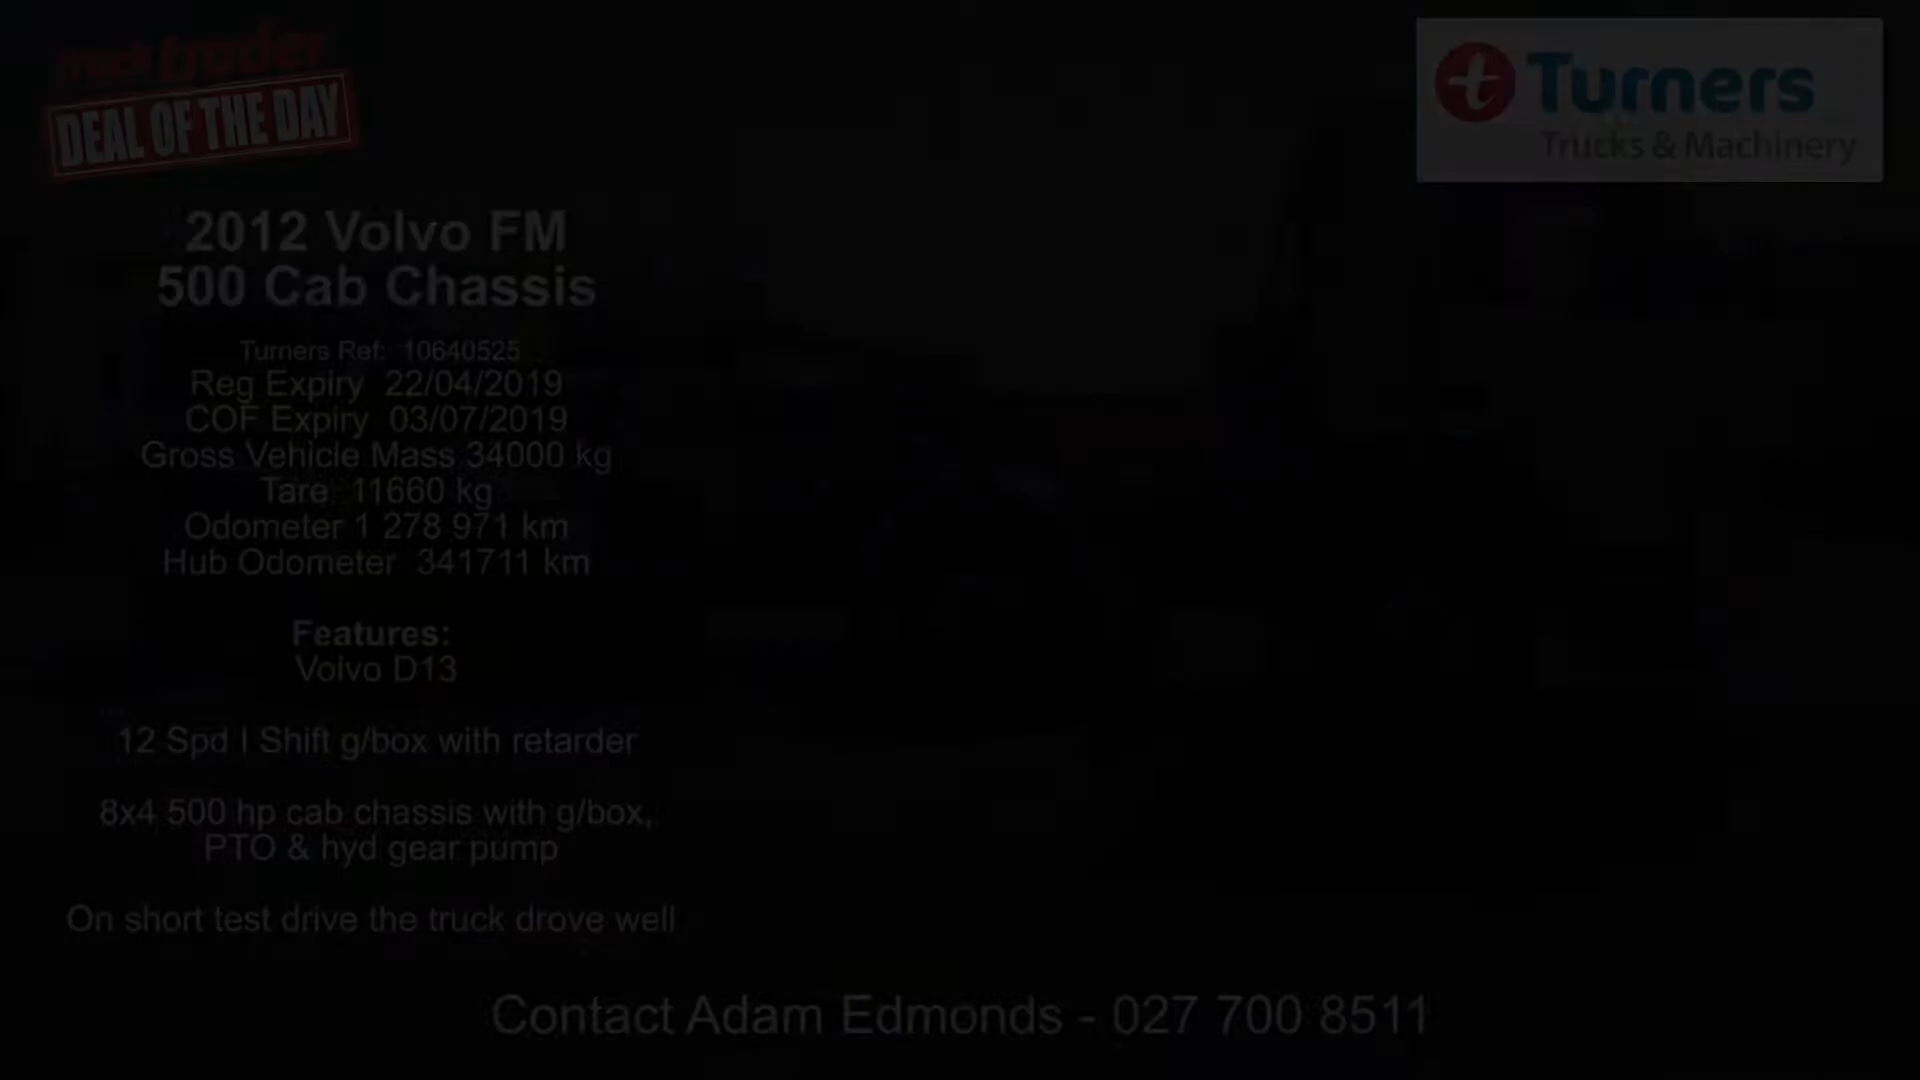 truck trader
DEAL OF THE DAY
t Turners
Trucks & Machinery
2012 Volvo FM
500 Cab Chassis
Turners Ref: 10640525
Reg Expiry 22/04/2019
COF Expiry 03/07/2019
Gross Vehicle Mass 34000 kg
Tare 11660 kg
Odometer 1 278 971 km
Hub Odometer 341711 km
Features:
Volvo D13
12 Spd I Shift g/box with retarder
8x4 500 hp cab chassis with g/box,
PTO & hyd gear pump
On short test drive the truck drove well
Contact Adam Edmonds - 027 700 8511